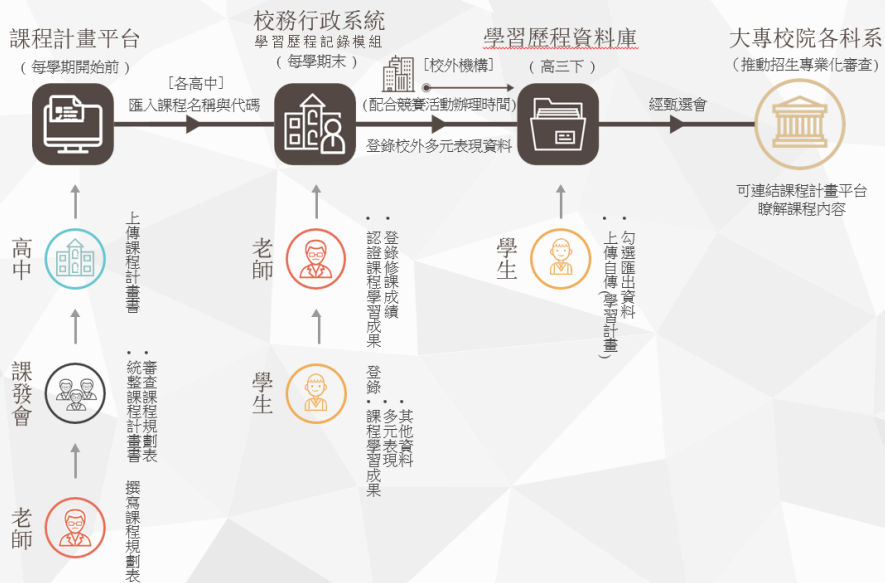 課程計畫平台
(每學期開始前)
[各高中]
匯入課程名稱與代碼
校務行政系統
學習歷程記錄模組
(每學期末)
[校外機構]
(配合競賽活動辦理時間)
登錄校外多元表現資料
學習歷程資料庫
(高三下)
經甄選會
大專校院各科系
(推動招生專業化審查)
可連結課程計畫平台
瞭解課程內容
高中
上傳課程計畫書
課發會
•審查課程規劃表
•統整課程計畫書
老師
撰寫課程規劃表
老師
•登錄修課成績
•認證課程學習成果
學生
登錄
•其他資料
•多元表現
•課程學習成果
學生
•勾選匯出資料
•上傳自傳(學習計畫)